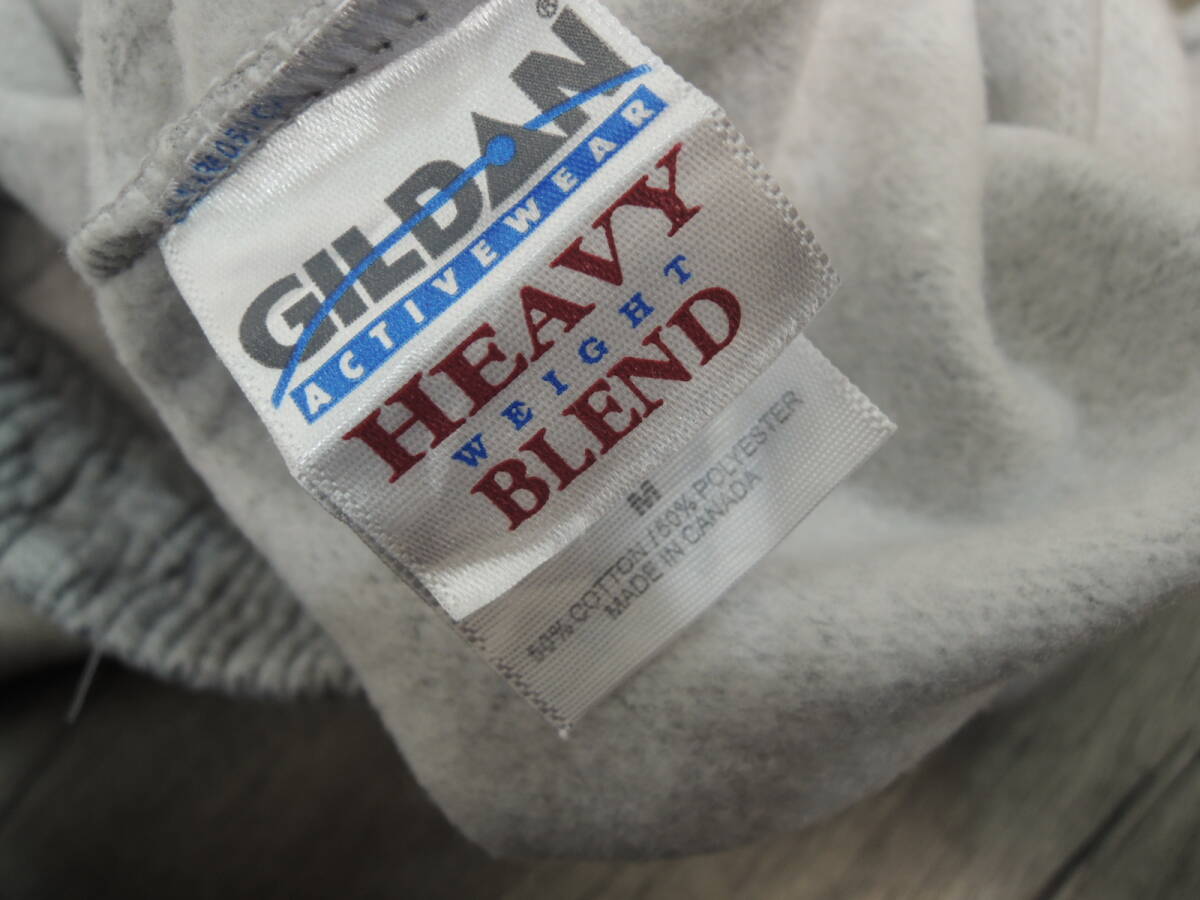 GILDAN®
ACTIVEWEAR
HEAVY
WEIGHT
BLEND
M
50% COTTON / 50% POLYESTER
MADE IN CANADA